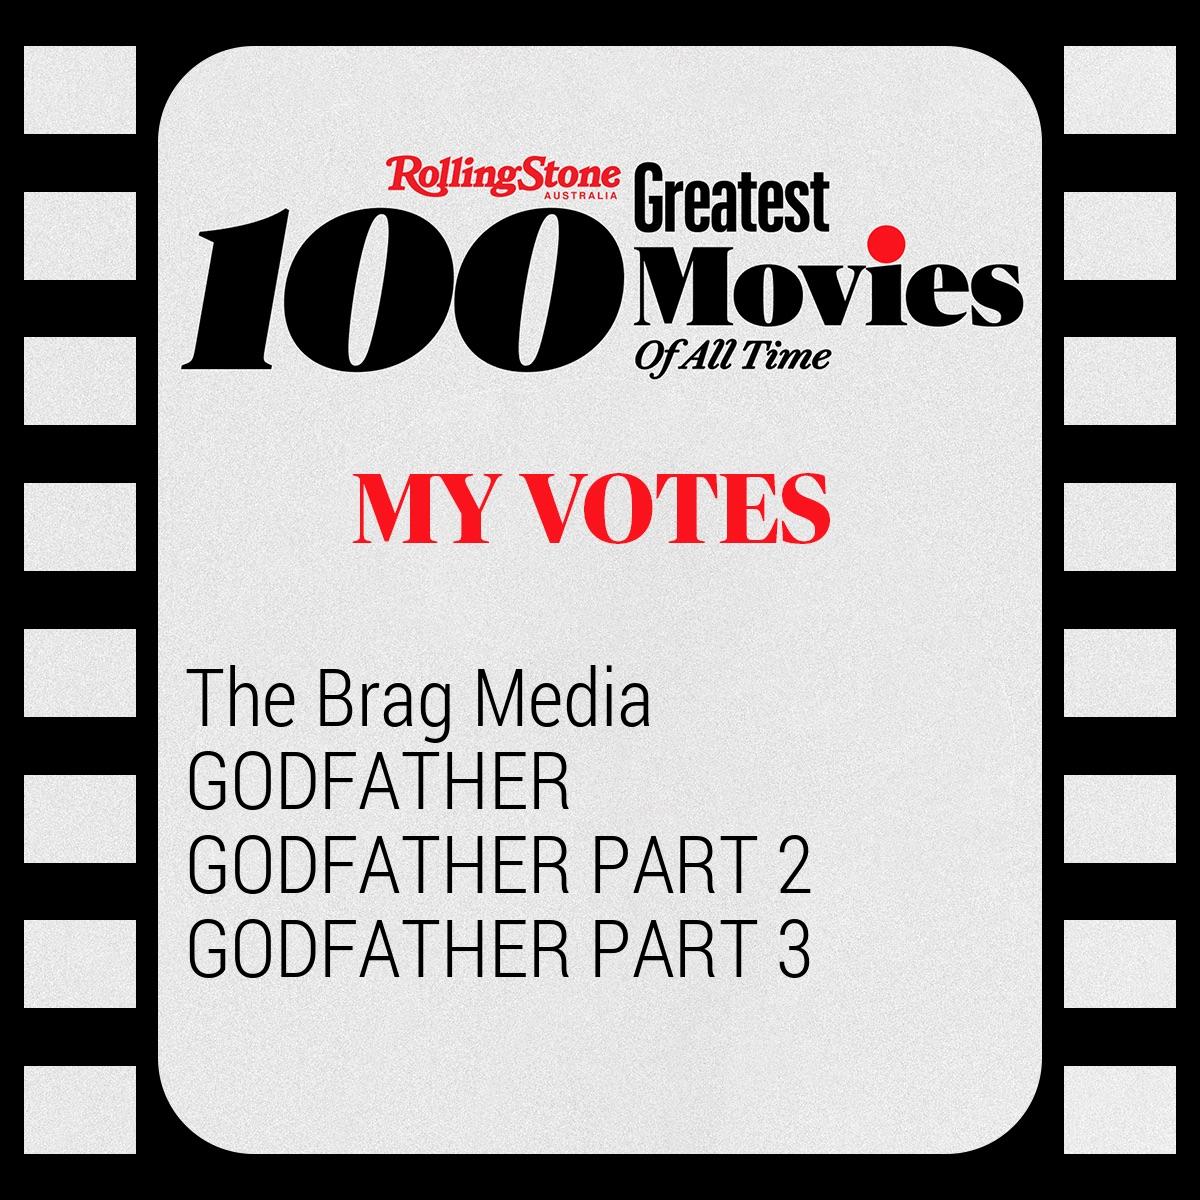 RollingStone
AUSTRALIA
100 Greatest
Movies
Of All Time
MY VOTES
The Brag Media
GODFATHER
GODFATHER PART 2
GODFATHER PART 3